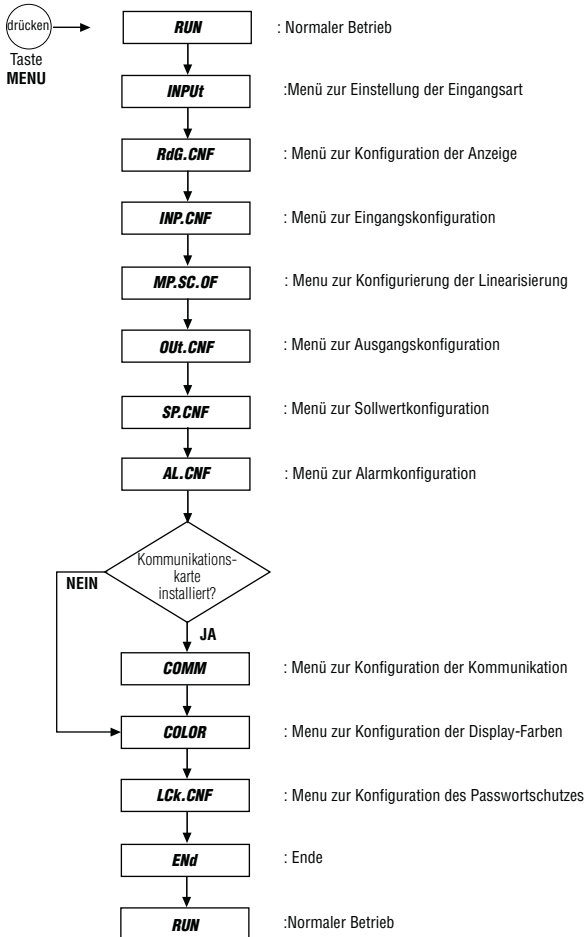 drücken
Taste
MENU
RUN : Normaler Betrieb
INPUt :Menü zur Einstellung der Eingangsart
RdG.CNF : Menü zur Konfiguration der Anzeige
INP.CNF : Menü zur Eingangskonfiguration
MP.SC.OF : Menu zur Konfigurierung der Linearisierung
OUt.CNF : Menü zur Ausgangskonfiguration
SP.CNF : Menü zur Sollwertkonfiguration
AL.CNF : Menü zur Alarmkonfiguration
Kommunikations-
karte
installiert?
NEIN
JA
COMM : Menü zur Konfiguration der Kommunikation
COLOR : Menu zur Konfiguration der Display-Farben
LCk.CNF : Menu zur Konfiguration des Passwortschutzes
ENd : Ende
RUN :Normaler Betrieb